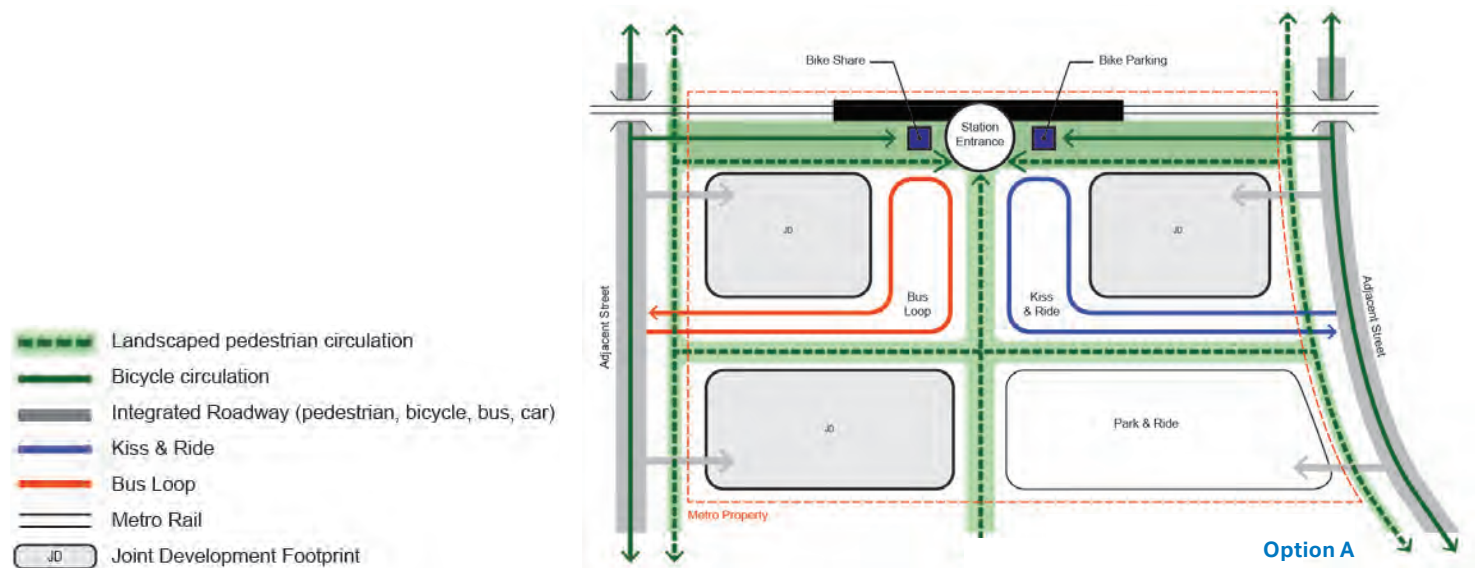 Landscaped pedestrian circulation
Bicycle circulation
Integrated Roadway (pedestrian, bicycle, bus, car)
Kiss & Ride
Bus Loop
Metro Rail
JD Joint Development Footprint
Bike Share
Bike Parking
Station
Entrance
JD
JD
Adjacent Street
Bus
Loop
Kiss
& Ride
Adjacent Street
JD
Park & Ride
Metro Property
Option A